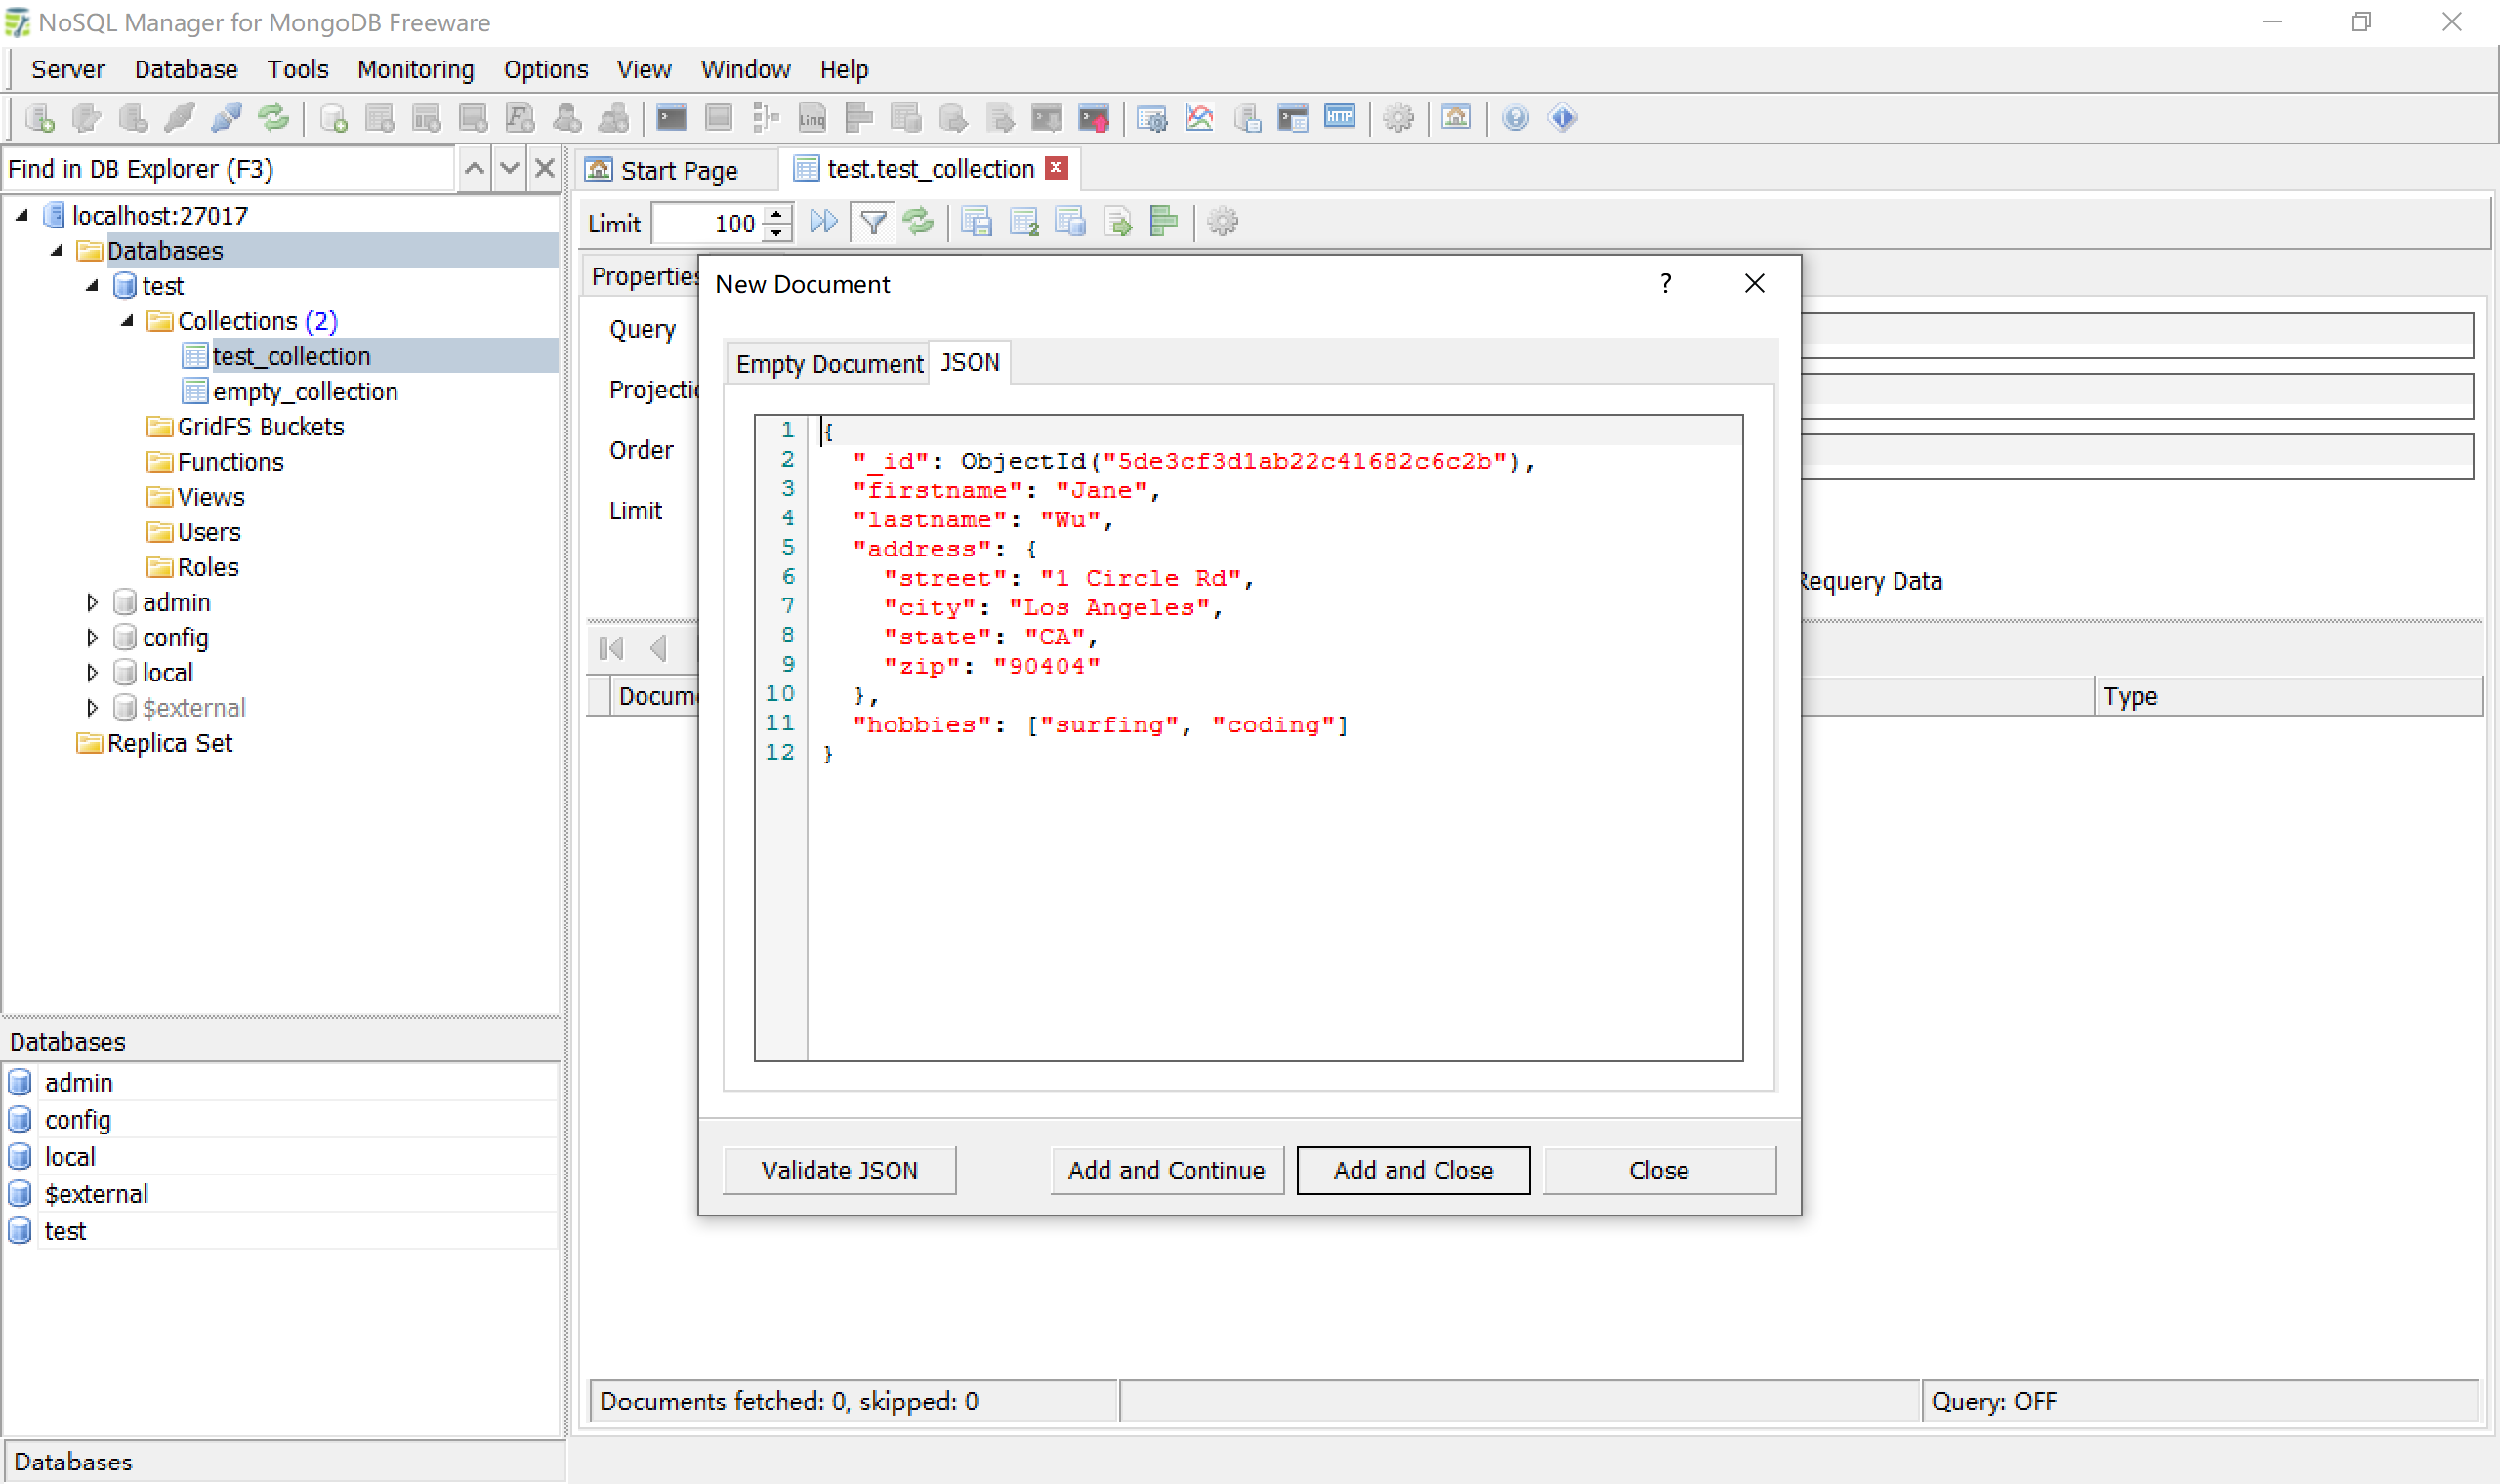 NoSQL Manager for MongoDB Freeware
Server Database Tools Monitoring Options View Window Help
Linq
HTTP
Find in DB Explorer (F3)
localhost:27017
Databases
test
Collections (2)
test_collection
empty_collection
GridFS Buckets
Functions
Views
Users
Roles
admin
config
local
$external
Replica Set
Databases
admin
config
local
$external
test
Databases
Start Page
test.test_collection
Limit 100
Properties
Query
Projectio
Order
Limit
Requery Data
Docume
Type
New Document
Empty Document
JSON
1 {
2 "_id": ObjectId("5de3cf3d1ab22c41682c6c2b"),
3 "firstname": "Jane",
4 "lastname": "Wu",
5 "address": {
6 "street": "1 Circle Rd",
7 "city": "Los Angeles",
8 "state": "CA",
9 "zip": "90404"
10 },
11 "hobbies": ["surfing", "coding"]
12 }
Validate JSON
Add and Continue
Add and Close
Close
Documents fetched: 0, skipped: 0
Query: OFF